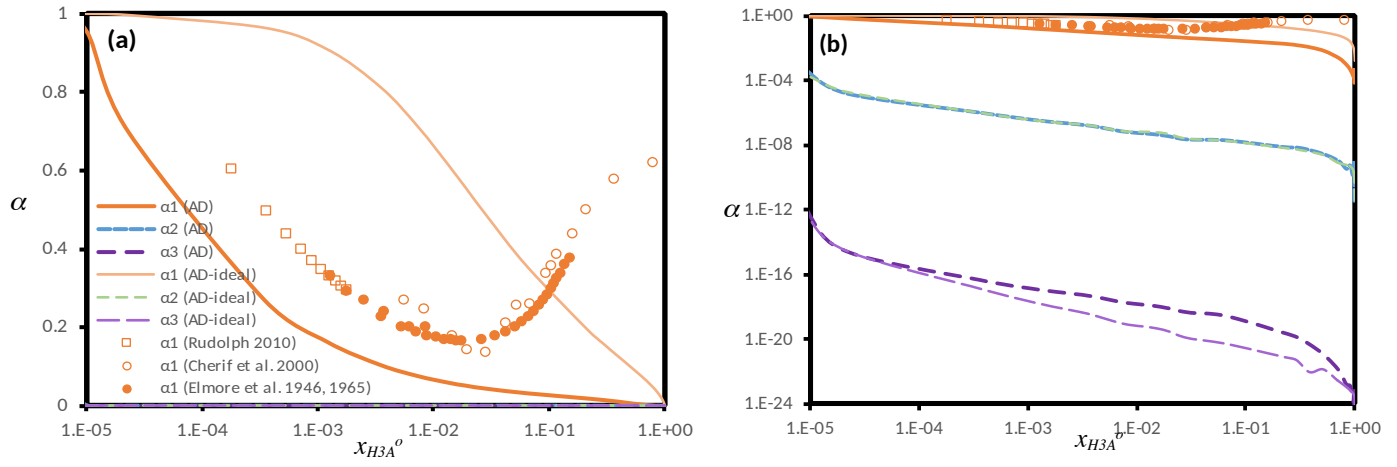 (a)
1
0.8
0.6
0.4
0.2
0
α
α1 (AD)
α2 (AD)
α3 (AD)
α1 (AD-ideal)
α2 (AD-ideal)
α3 (AD-ideal)
α1 (Rudolph 2010)
α1 (Cherif et al. 2000)
α1 (Elmore et al. 1946, 1965)
1.E-05 1.E-04 1.E-03 1.E-02 1.E-01 1.E+00
xH3A°
(b)
1.E+00
1.E-04
1.E-08
1.E-12
1.E-16
1.E-20
1.E-24
α
1.E-05 1.E-04 1.E-03 1.E-02 1.E-01 1.E+00
xH3A°